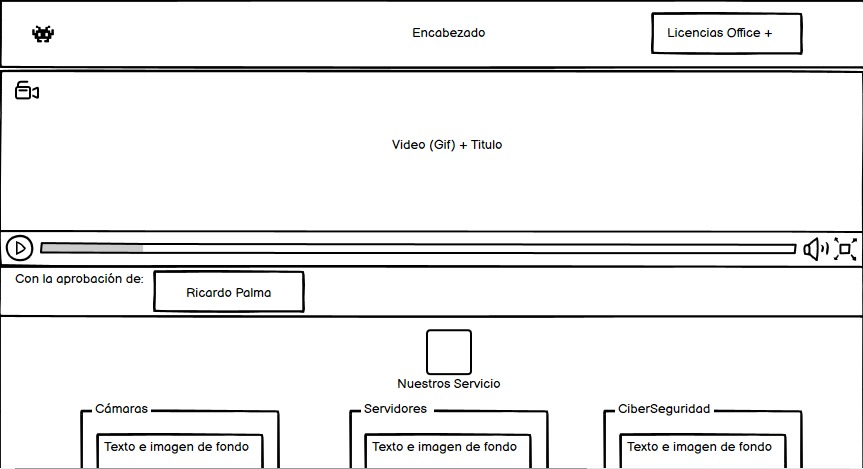 Encabezado
Licencias Office +
Video (Gif) + Titulo
Con la aprobación de:
Ricardo Palma
Nuestros Servicio
Cámaras
Servidores
CiberSeguridad
Texto e imagen de fondo
Texto e imagen de fondo
Texto e imagen de fondo